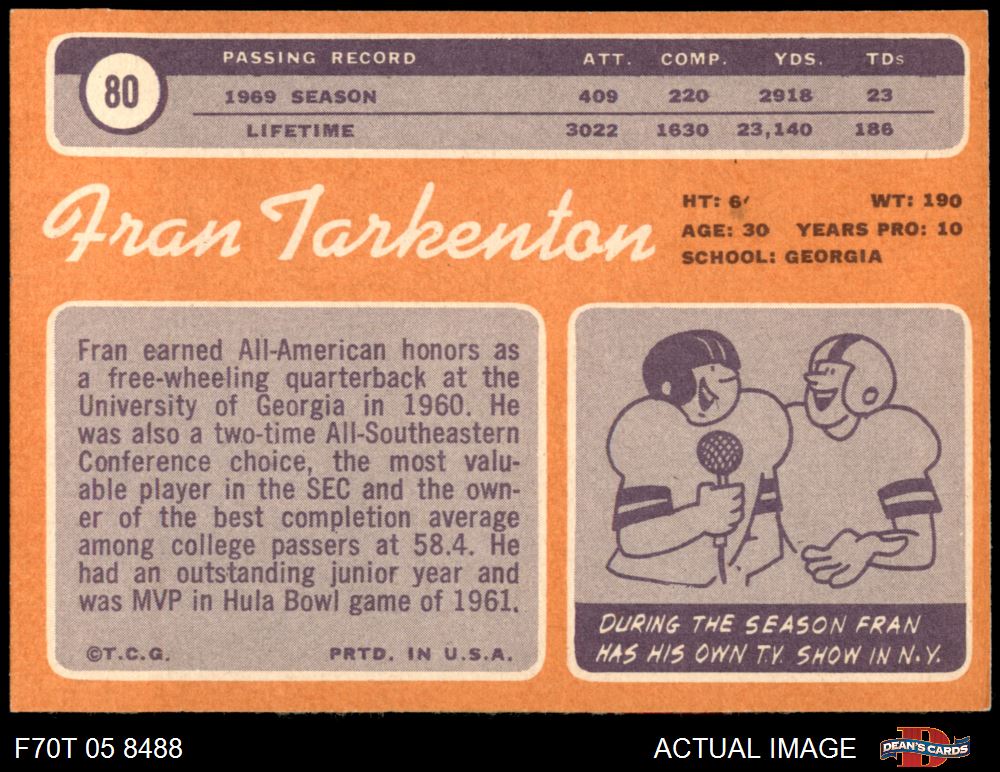 80
PASSING RECORD ATT. COMP. YDS. TDs
1969 SEASON 409 220 2918 23
LIFETIME 3022 1630 23,140 186
Fran Tarkenton
HT: 6' WT: 190
AGE: 30 YEARS PRO: 10
SCHOOL: GEORGIA
Fran earned All-American honors as
a free-wheeling quarterback at the
University of Georgia in 1960. He
was also a two-time All-Southeastern
Conference choice, the most valu-
able player in the SEC and the own-
er of the best completion average
among college passers at 58.4. He
had an outstanding junior year and
was MVP in Hula Bowl game of 1961.
©T.C.G. PRTD. IN U.S.A.
DURING THE SEASON FRAN
HAS HIS OWN T.V. SHOW IN N.Y.
F70T 05 8488 ACTUAL IMAGE DEAN'S CARDS